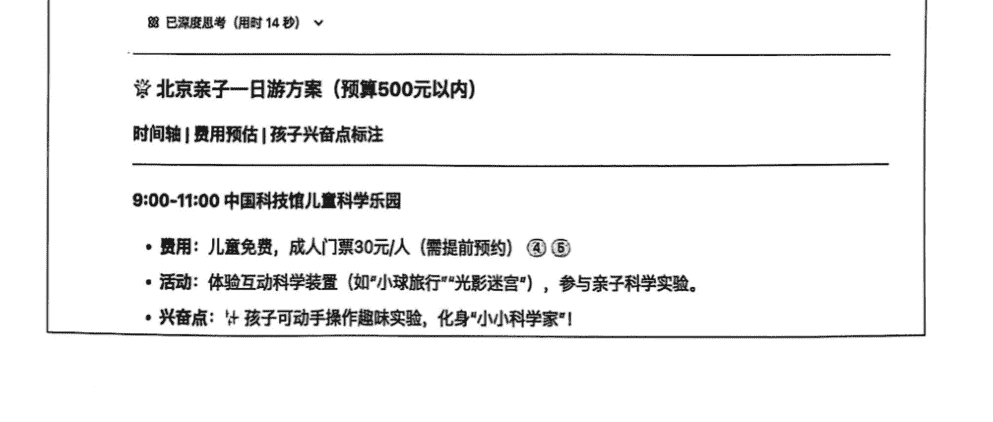 已深度思考（用时 14 秒）
北京亲子一日游方案（预算500元以内）
时间轴 | 费用预估 | 孩子兴奋点标注
9:00-11:00 中国科技馆儿童科学乐园
• 费用：儿童免费，成人门票30元/人（需提前预约） ④ ⑤
• 活动：体验互动科学装置（如“小球旅行”“光影迷宫”），参与亲子科学实验。
• 兴奋点：孩子可动手操作趣味实验，化身“小小科学家”！